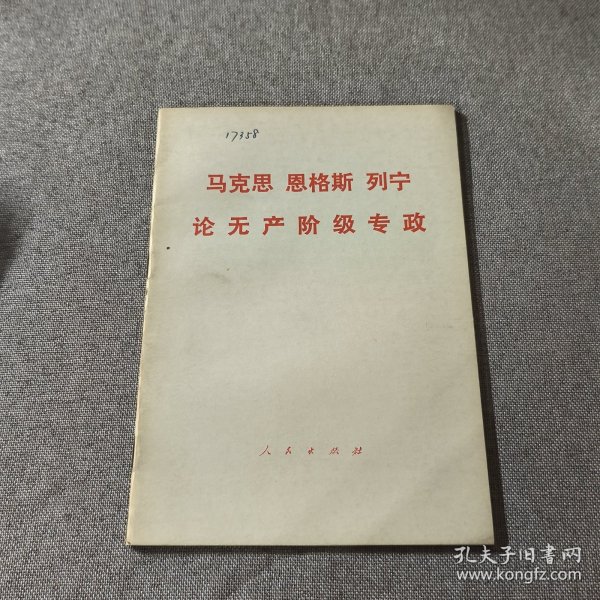 17358
马克思 恩格斯 列宁
论无产阶级专政
人民出版社
孔夫子旧書网
www.kongfz.com